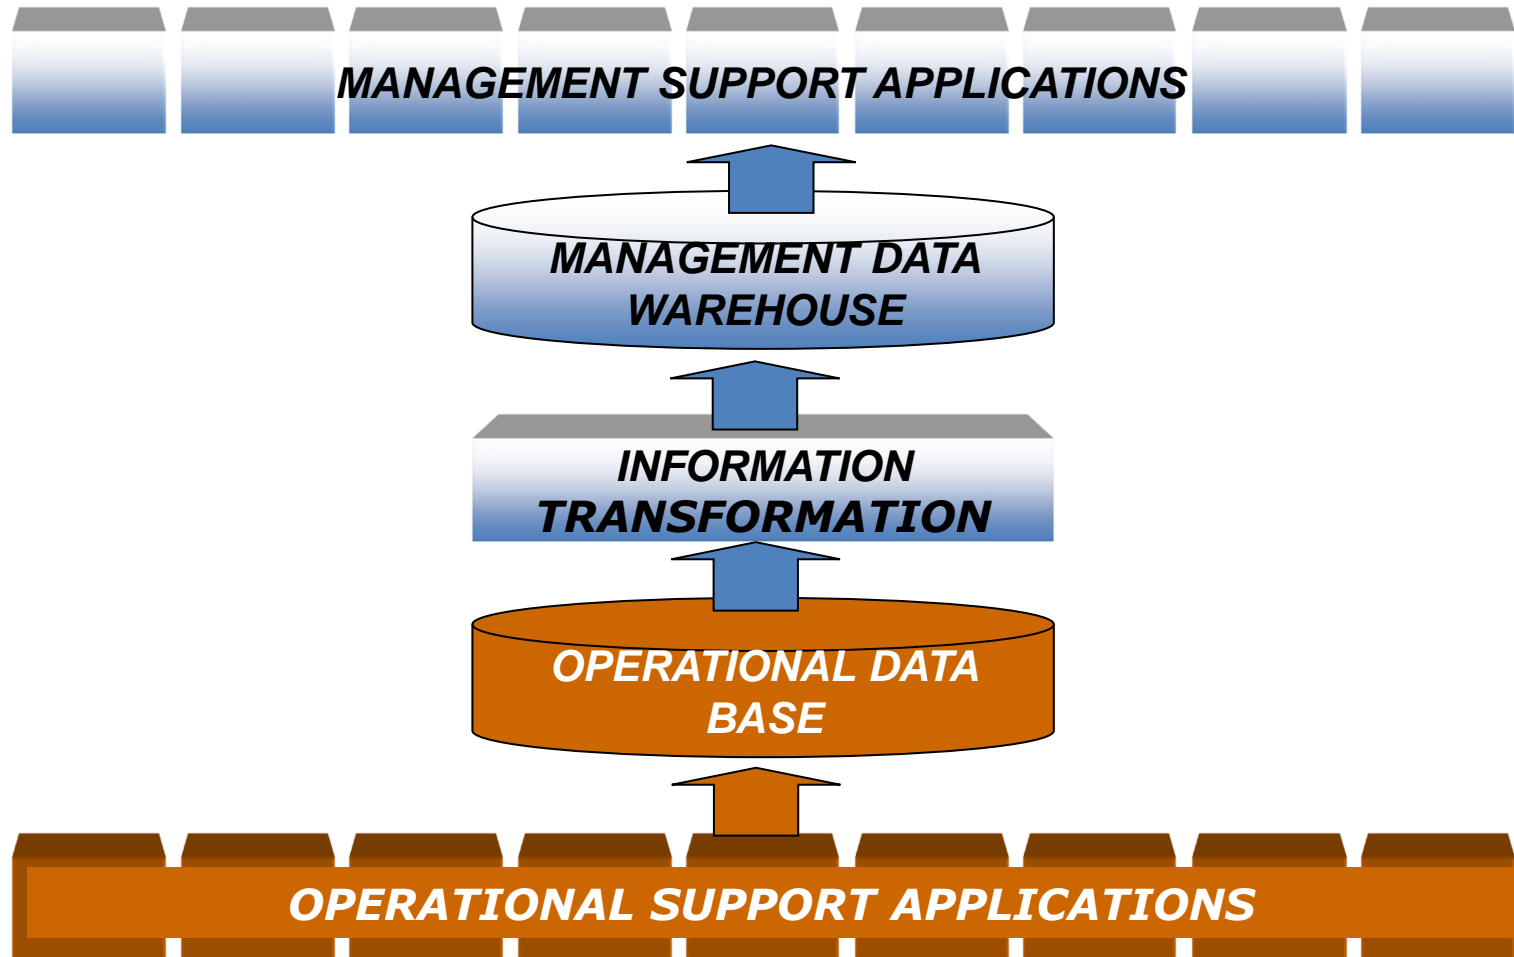 MANAGEMENT SUPPORT APPLICATIONS
MANAGEMENT DATA
WAREHOUSE
INFORMATION
TRANSFORMATION
OPERATIONAL DATA
BASE
OPERATIONAL SUPPORT APPLICATIONS